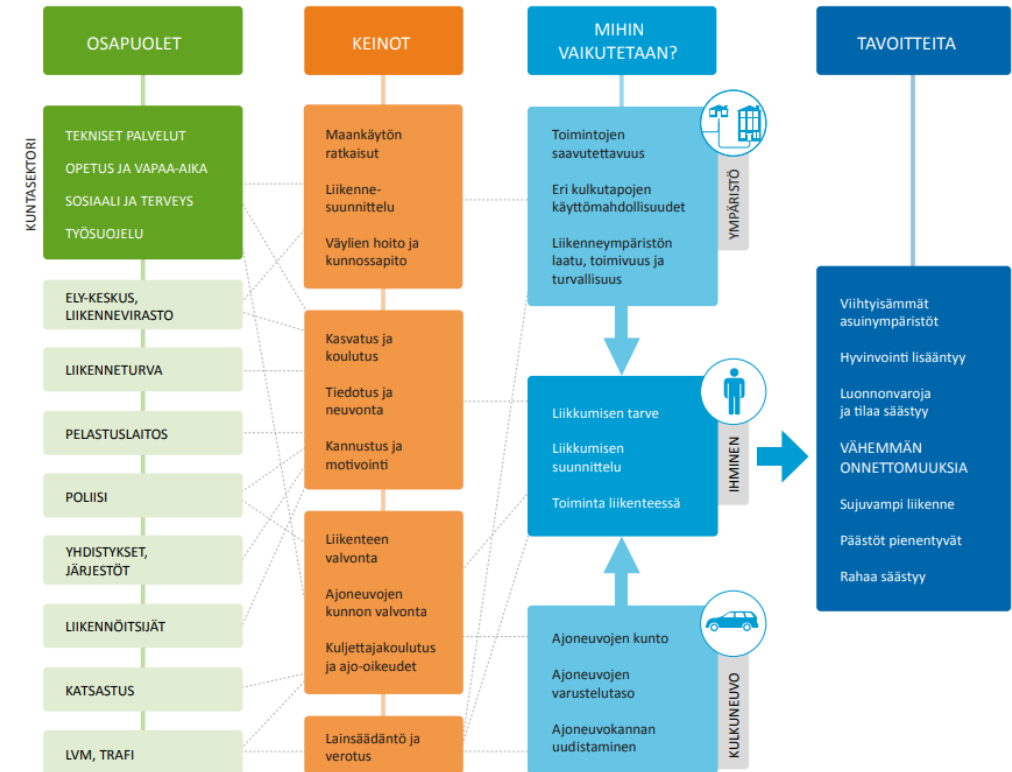 OSAPUOLET
KUNTASEKTORI
TEKNISET PALVELUT
OPETUS JA VAPAA-AIKA
SOSIAALI JA TERVEYS
TYÖSUOJELU
ELY-KESKUS,
LIIKENNEVIRASTO
LIIKENNETURVA
PELASTUSLAITOS
POLIISI
YHDISTYKSET,
JÄRJESTÖT
LIIKENNÖITSIJÄT
KATSASTUS
LVM, TRAFI
KEINOT
Maankäytön
ratkaisut
Liikenne-
suunnittelu
Väylien hoito ja
kunnossapito
Kasvatus ja
koulutus
Tiedotus ja
neuvonta
Kannustus ja
motivointi
Liikenteen
valvonta
Ajoneuvojen
kunnon valvonta
Kuljettajakoulutus
ja ajo-oikeudet
Lainsäädäntö ja
verotus
MIHIN
VAIKUTETAAN?
Toimintojen
saavutettavuus
Eri kulkutapojen
käyttömahdollisuudet
Liikenneympäristön
laatu, toimivuus ja
turvallisuus
YMPÄRISTÖ
Liikkumisen tarve
Liikkumisen
suunnittelu
Toiminta liikenteessä
IHMINEN
Ajoneuvojen kunto
Ajoneuvojen
varustelutaso
Ajoneuvokannan
uudistaminen
KULKUNEUVO
TAVOITTEITA
Viihtyisämmät
asuinympäristöt
Hyvinvointi lisääntyy
Luonnonvaroja
ja tilaa säästyy
VÄHEMMÄN
ONNETTOMUUKSIA
Sujuvampi liikenne
Päästöt pienentyvät
Rahaa säästyy